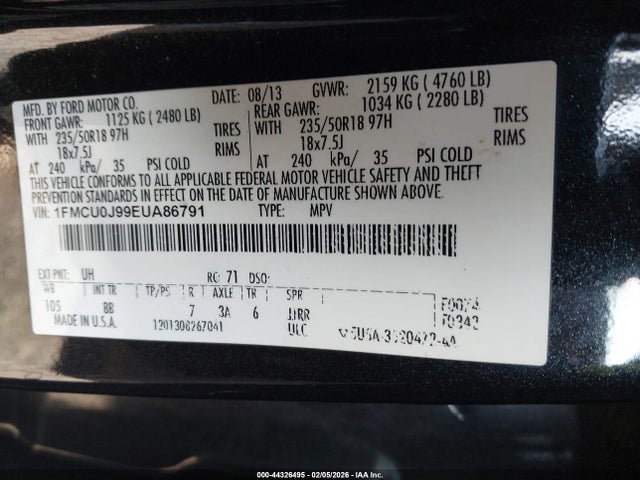 MFD. BY FORD MOTOR CO.
DATE: 08/13 GVWR: 2159 KG ( 4760 LB)
FRONT GAWR: 1125 KG ( 2480 LB) REAR GAWR: 1034 KG ( 2280 LB)
WITH 235/50R18 97H TIRES WITH 235/50R18 97H TIRES
18x7.5J RIMS 18x7.5J RIMS
AT 240 kPa/ 35 PSI COLD AT 240 kPa/ 35 PSI COLD
THIS VEHICLE CONFORMS TO ALL APPLICABLE FEDERAL MOTOR VEHICLE SAFETY AND THEFT
PREVENTION STANDARDS IN EFFECT ON THE DATE OF MANUFACTURE SHOWN ABOVE.
VIN: 1FMCU0J99EUA86791 TYPE: MPV
EXT PNT: UH RC: 71 DSO:
WB INT TR TP/PS R AXLE TR SPR
105 8B 7 3A 6 JJRR
MADE IN U.S.A. 1201308267041 ULC
000-44326495 - 02/05/2026 - IAA Inc.